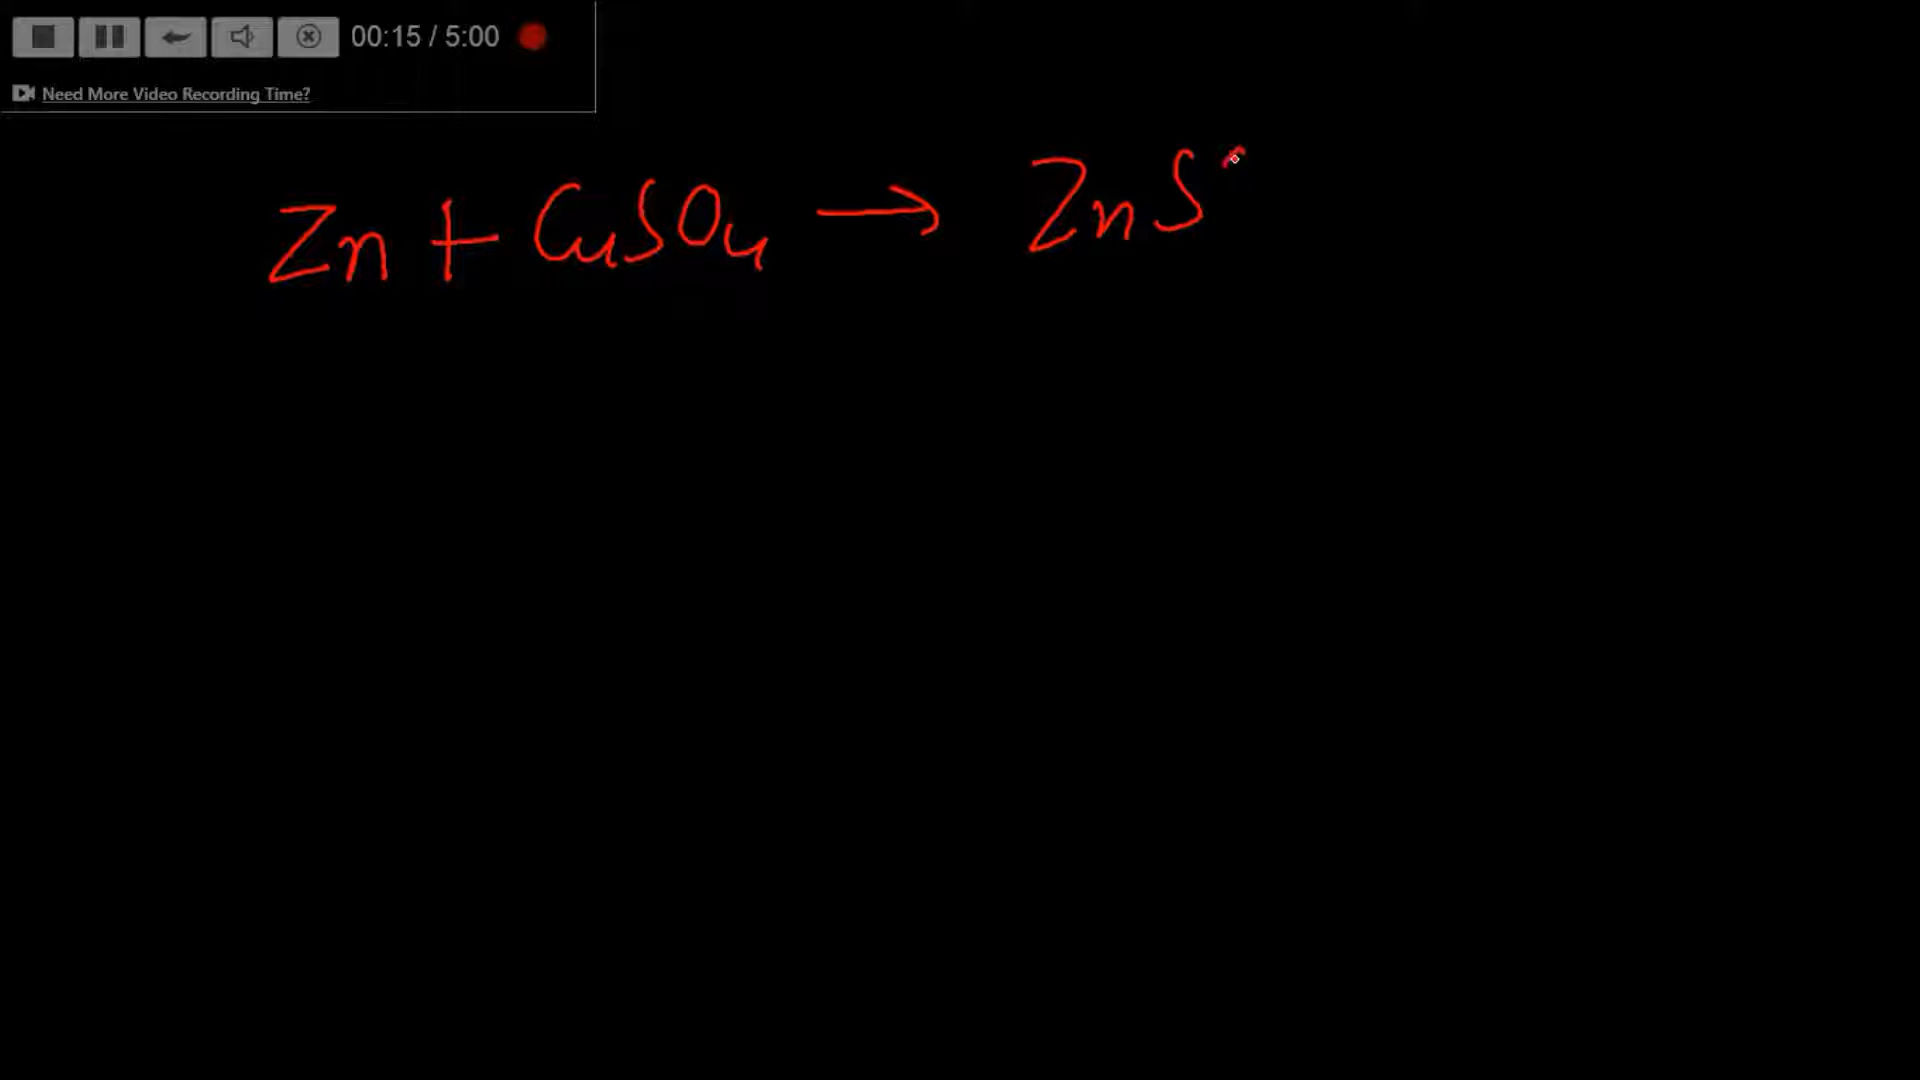 00:15 / 5:00
Need More Video Recording Time?
Zn + CuSO4 → ZnS